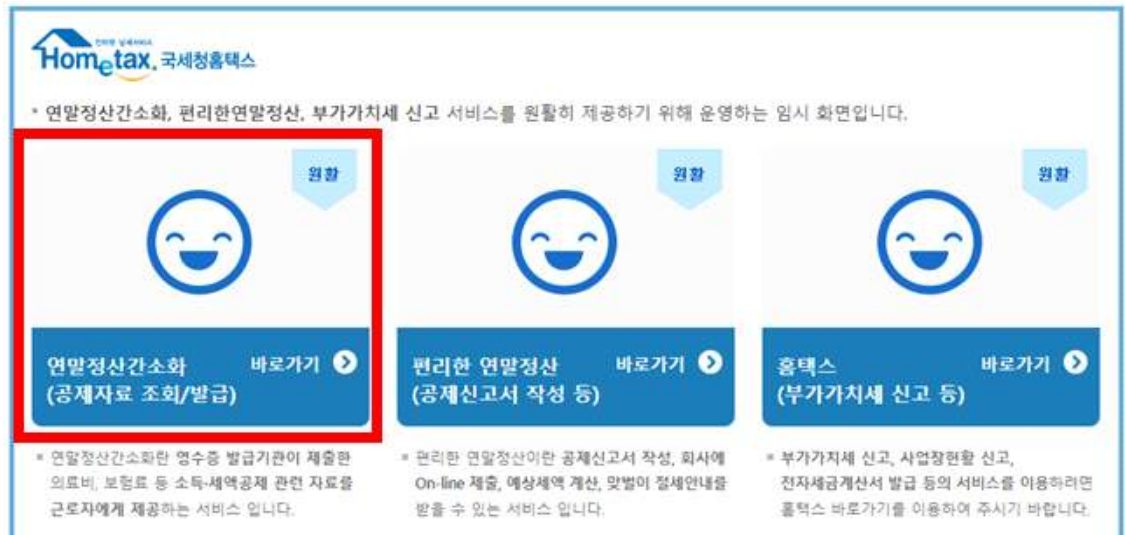 Hometax. 국세청홈택스
* 연말정산간소화, 편리한연말정산, 부가가치세 신고 서비스를 원활히 제공하기 위해 운영하는 임시 화면입니다.
원활
원활
원활
연말정산간소화 바로가기
(공제자료 조회/발급)
편리한 연말정산 바로가기
(공제신고서 작성 등)
홈택스 바로가기
(부가가치세 신고 등)
연말정산간소화란 영수증 발급기관이 제출한
의료비, 보험료 등 소득·세액공제 관련 자료를
근로자에게 제공하는 서비스 입니다.
편리한 연말정산이란 공제신고서 작성, 회사에
On-line 제출, 예상세액 계산, 맞벌이 절세안내를
받을 수 있는 서비스 입니다.
부가가치세 신고, 사업장현황 신고,
전자세금계산서 발급 등의 서비스를 이용하려면
홈택스 바로가기를 이용하여 주시기 바랍니다.